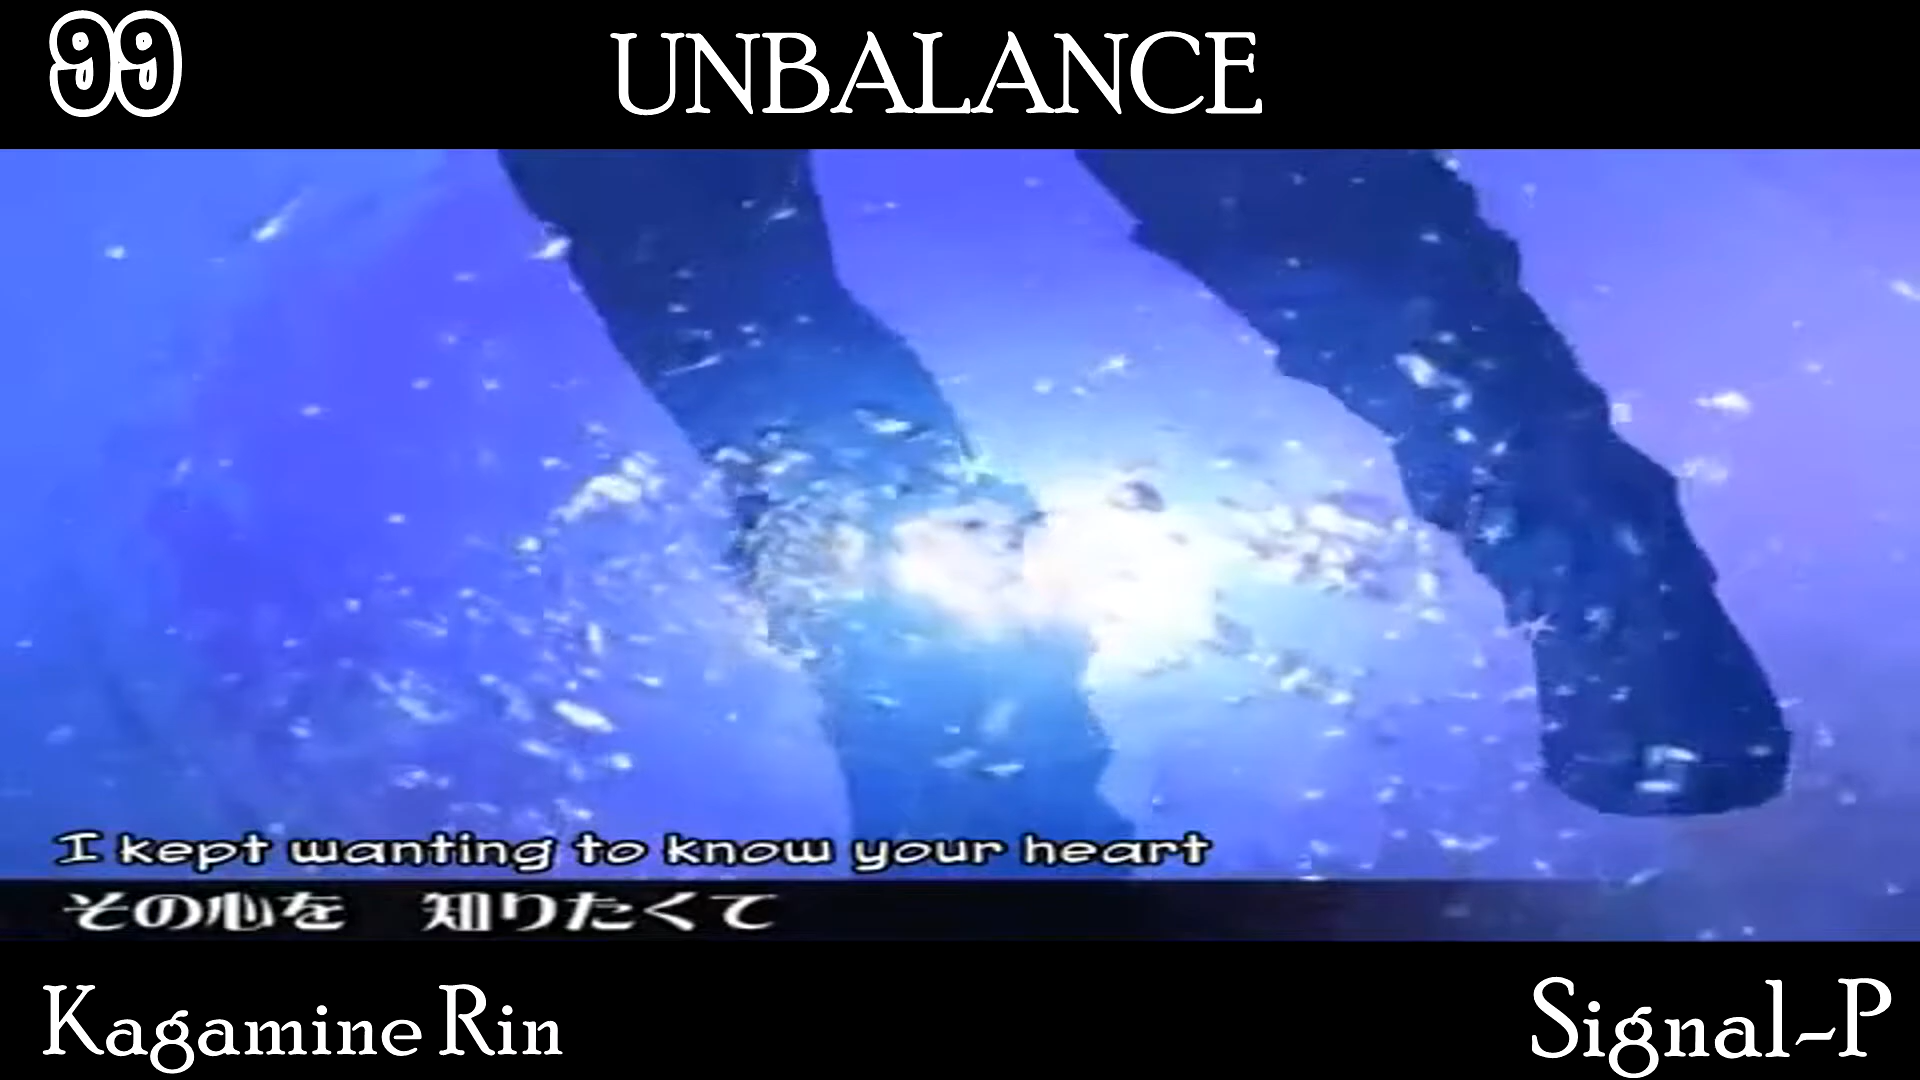 99
UNBALANCE
I kept wanting to know your heart
その心を　知りたくて
Kagamine Rin
Signal-P